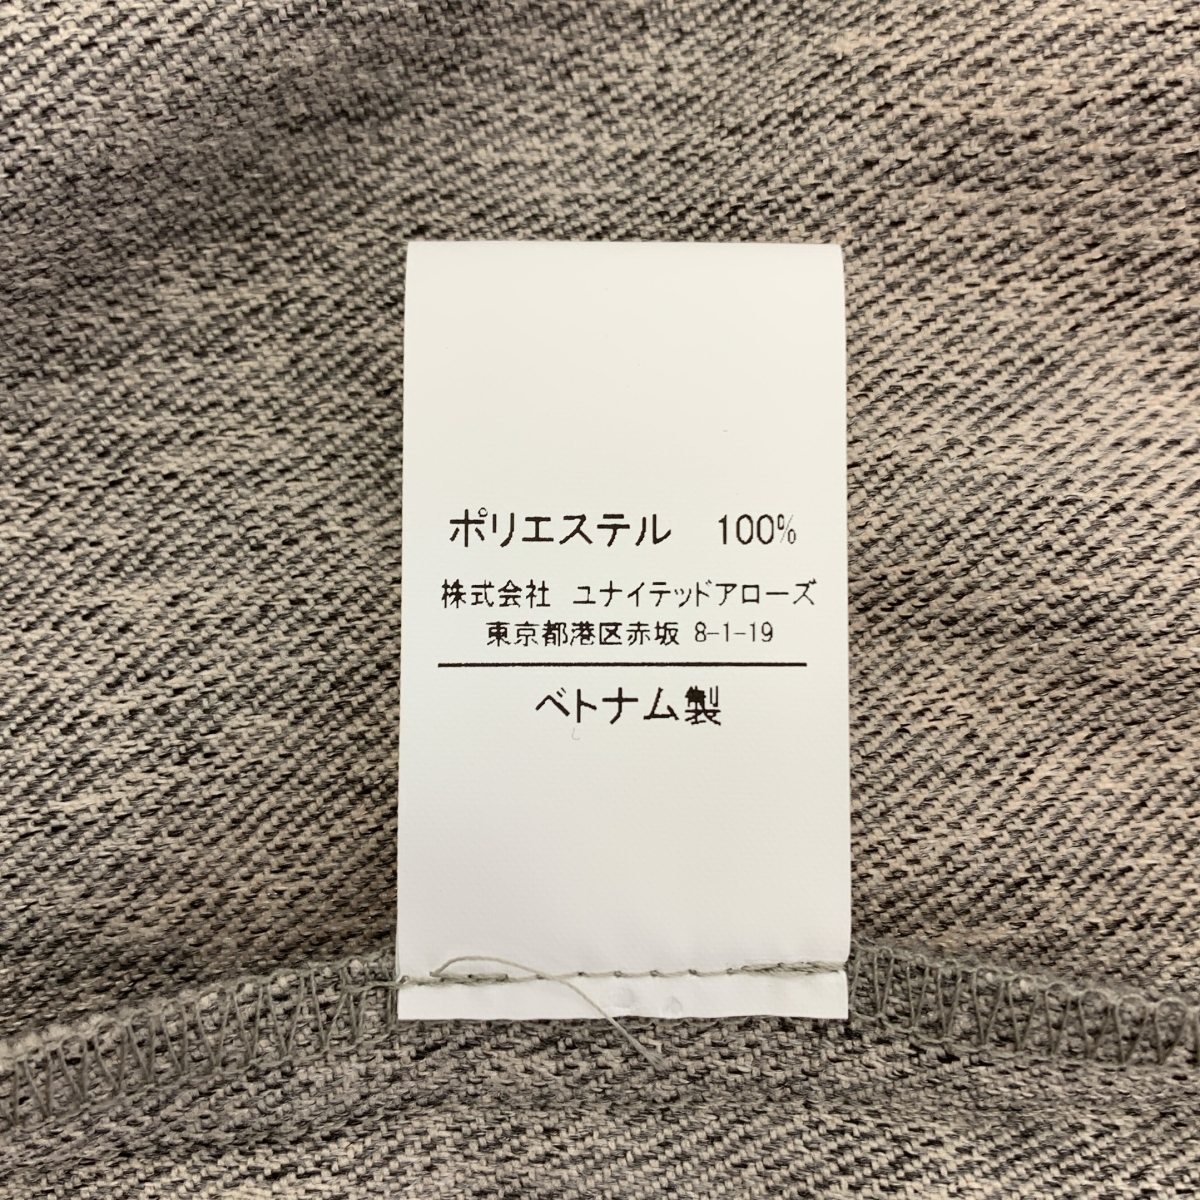 ポリエステル 100%
株式会社 ユナイテッドアローズ
東京都港区赤坂 8-1-19
ベトナム製